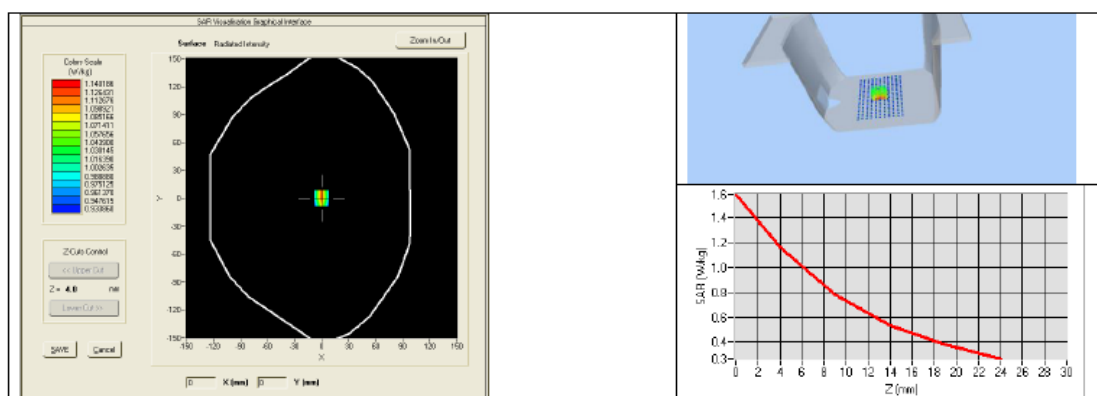 SAR Visualisation Graphical Interface
Surface Radiated Intensity
Zoom In/Out
Colors Scale
(W/kg)
1.140186
1.126431
1.112676
1.098921
1.085166
1.071411
1.057656
1.043900
1.030145
1.016390
1.002635
0.988880
0.975125
0.961370
0.947615
0.933860
Z-Cuts Control
<< Upper Cut
Z = 4.0 mm
Lower Cut >>
SAVE Cancel
150
120
90
60
30
0
-30
-60
-90
-120
-150
Y
-150 -120 -90 -60 -30 0 30 60 90 120 150
X
0 X (mm) 0 Y (mm)
1.6
1.4
1.2
1.0
0.8
0.6
0.4
0.3
SAR (W/kg)
0 2 4 6 8 10 12 14 16 18 20 22 24 26 28 30
Z (mm)